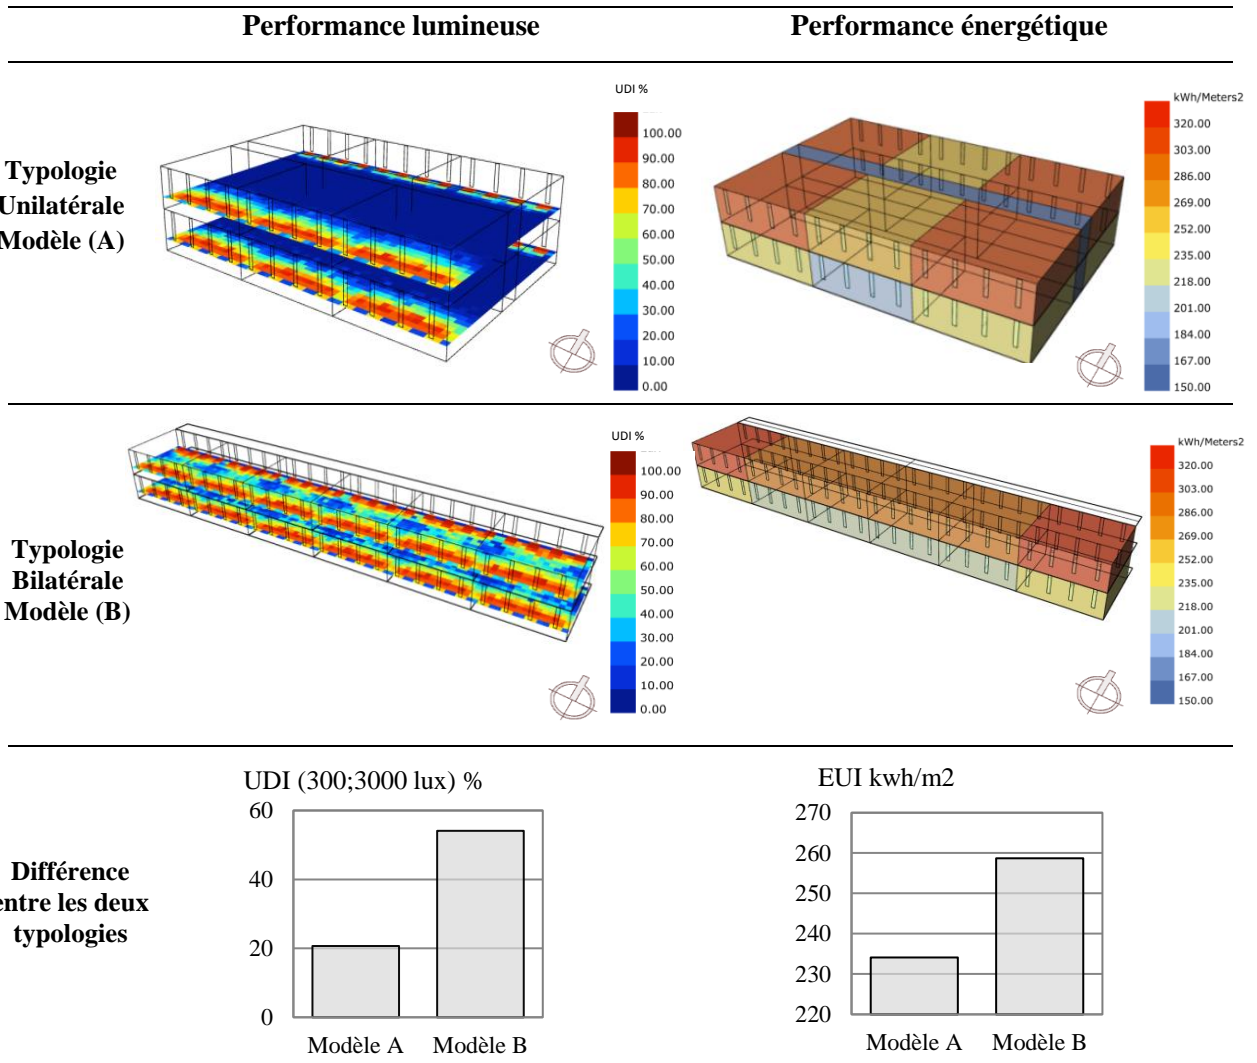 Performance lumineuse
Performance énergétique
Typologie
Unilatérale
Modèle (A)
UDI %
100.00
90.00
80.00
70.00
60.00
50.00
40.00
30.00
20.00
10.00
0.00
kWh/Meters2
320.00
303.00
286.00
269.00
252.00
235.00
218.00
201.00
184.00
167.00
150.00
Typologie
Bilatérale
Modèle (B)
UDI %
100.00
90.00
80.00
70.00
60.00
50.00
40.00
30.00
20.00
10.00
0.00
kWh/Meters2
320.00
303.00
286.00
269.00
252.00
235.00
218.00
201.00
184.00
167.00
150.00
Différence
entre les deux
typologies
UDI (300;3000 lux) %
60
40
20
0
Modèle A Modèle B
EUI kwh/m2
270
260
250
240
230
220
Modèle A Modèle B